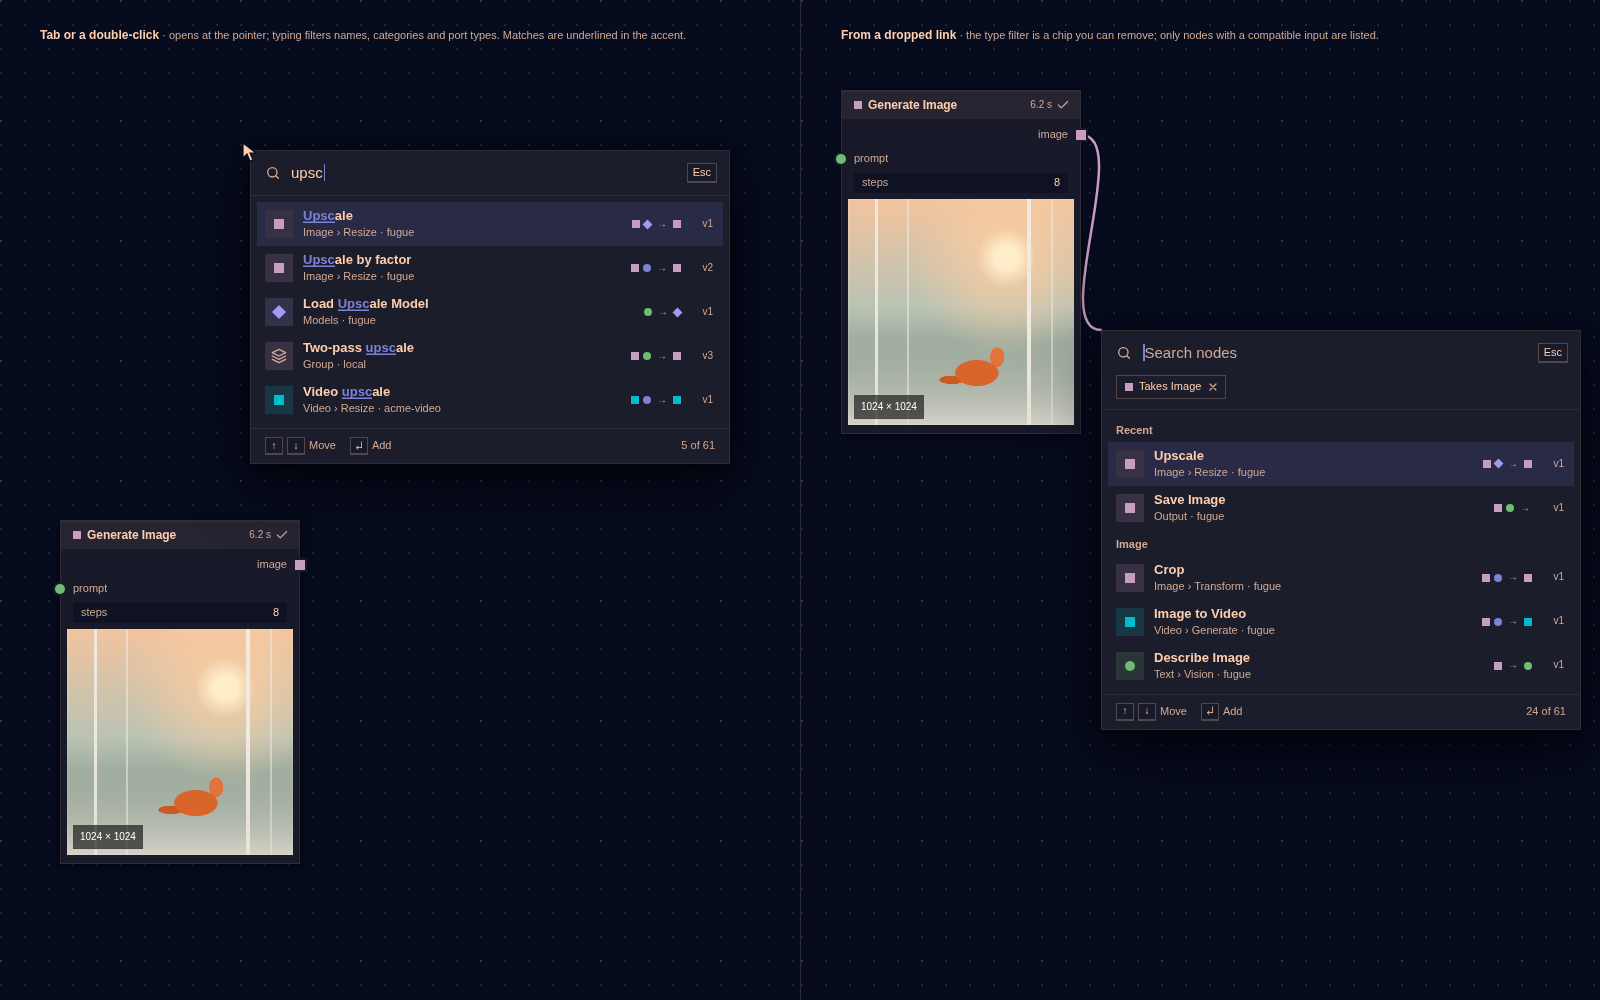 Tab or a double-click · opens at the pointer; typing filters names, categories and port types. Matches are underlined in the accent.
upsc
Esc
Upscale
Image › Resize · fugue
→ v1
Upscale by factor
Image › Resize · fugue
→ v2
Load Upscale Model
Models · fugue
→ v1
Two-pass upscale
Group · local
→ v3
Video upscale
Video › Resize · acme-video
→ v1
↑ ↓ Move ↵ Add 5 of 61
Generate Image 6.2 s
image
prompt
steps 8
1024 × 1024
From a dropped link · the type filter is a chip you can remove; only nodes with a compatible input are listed.
Generate Image 6.2 s
image
prompt
steps 8
1024 × 1024
Search nodes
Esc
Takes Image ×
Recent
Upscale
Image › Resize · fugue
→ v1
Save Image
Output · fugue
→ v1
Image
Crop
Image › Transform · fugue
→ v1
Image to Video
Video › Generate · fugue
→ v1
Describe Image
Text › Vision · fugue
→ v1
↑ ↓ Move ↵ Add 24 of 61